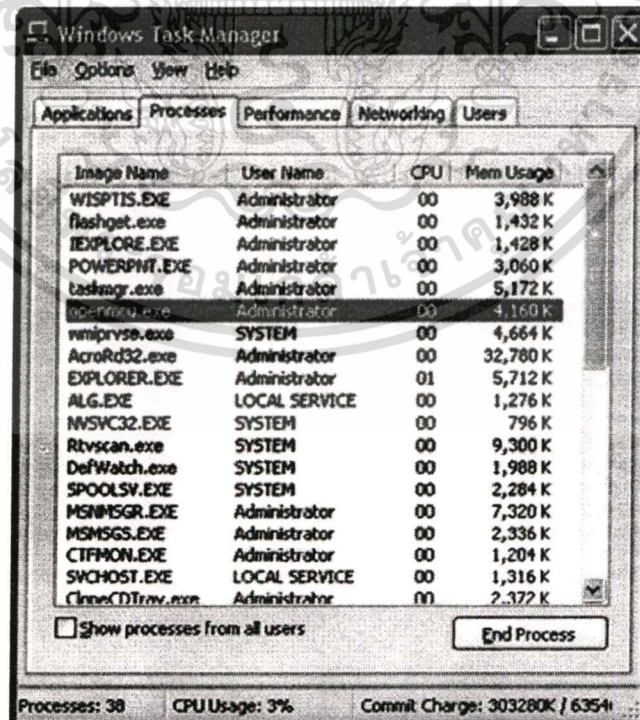 Windows Task Manager
File Options View Help
Applications Processes Performance Networking Users
Image Name User Name CPU Mem Usage
WISPTIS.EXE Administrator 00 3,988 K
flashget.exe Administrator 00 1,432 K
IEXPLORE.EXE Administrator 00 1,428 K
POWERPNT.EXE Administrator 00 3,060 K
taskmgr.exe Administrator 00 5,172 K
Administrator 00 4,160 K
wmiprvse.exe SYSTEM 00 4,664 K
AcroRd32.exe Administrator 00 32,780 K
EXPLORER.EXE Administrator 01 5,712 K
ALG.EXE LOCAL SERVICE 00 1,276 K
NVSVC32.EXE SYSTEM 00 796 K
Rtvscan.exe SYSTEM 00 9,300 K
DefWatch.exe SYSTEM 00 1,988 K
SPOOLSV.EXE SYSTEM 00 2,284 K
MSNMSGR.EXE Administrator 00 7,320 K
MSMSGS.EXE Administrator 00 2,336 K
CTFMON.EXE Administrator 00 1,204 K
SVCHOST.EXE LOCAL SERVICE 00 1,316 K
CloneCDTray.exe Administrator 00 2,372 K
Show processes from all users
End Process
Processes: 38 CPU Usage: 3% Commit Charge: 303280K / 6354